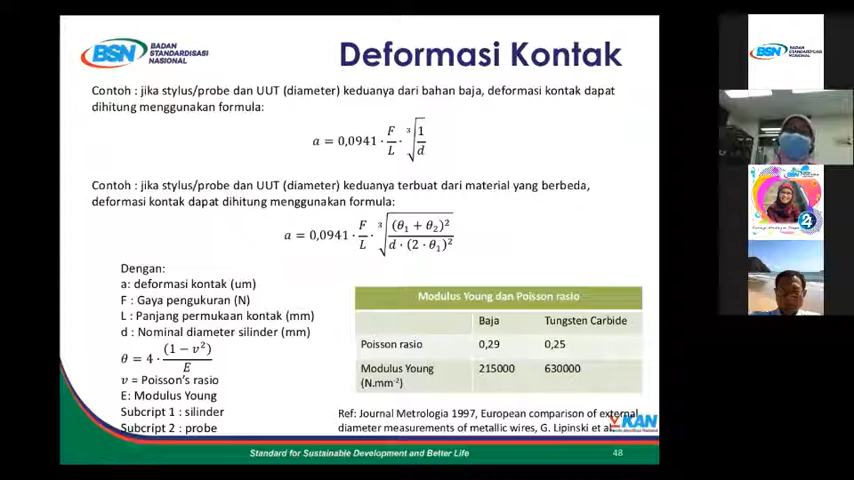 BSN BADAN
STANDARDISASI
NASIONAL
Deformasi Kontak
Contoh : jika stylus/probe dan UUT (diameter) keduanya dari bahan baja, deformasi kontak dapat
dihitung menggunakan formula:
a = 0,0941 · F/L · ∛(1/d)
Contoh : jika stylus/probe dan UUT (diameter) keduanya terbuat dari material yang berbeda,
deformasi kontak dapat dihitung menggunakan formula:
a = 0,0941 · F/L · ∛((θ₁ + θ₂)²/(d · (2 · θ₁)²))
Dengan:
a: deformasi kontak (um)
F : Gaya pengukuran (N)
L : Panjang permukaan kontak (mm)
d : Nominal diameter silinder (mm)
θ = 4 · (1 − v²)/E
v = Poisson's rasio
E: Modulus Young
Subcript 1 : silinder
Subcript 2 : probe
Modulus Young dan Poisson rasio
Baja Tungsten Carbide
Poisson rasio 0,29 0,25
Modulus Young (N.mm⁻²) 215000 630000
Ref: Journal Metrologia 1997, European comparison of external
diameter measurements of metallic wires, G. Lipinski et al.
KAN
Standard for Sustainable Development and Better Life
48
BSN BADAN
STANDARDISASI
NASIONAL
BSN
24